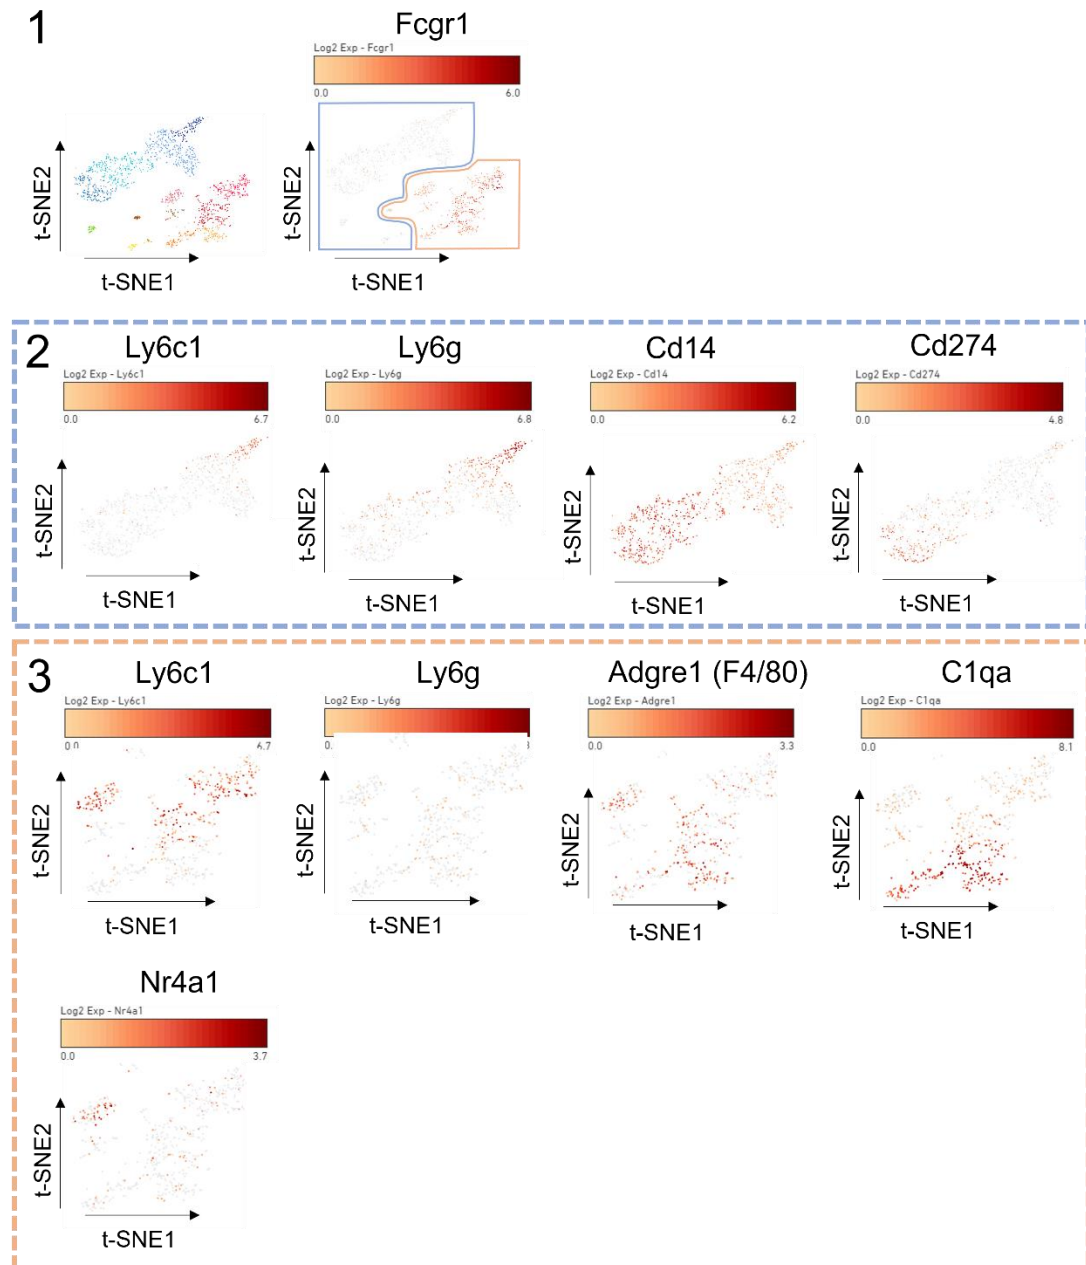 1
Fcgr1
Log2 Exp - Fcgr1
0.0 6.0
t-SNE2
t-SNE1
t-SNE2
t-SNE1
2
Ly6c1
Log2 Exp - Ly6c1
0.0 6.7
t-SNE2
t-SNE1
Ly6g
Log2 Exp - Ly6g
0.0 6.8
t-SNE2
t-SNE1
Cd14
Log2 Exp - Cd14
0.0 6.2
t-SNE2
t-SNE1
Cd274
Log2 Exp - Cd274
0.0 4.8
t-SNE2
t-SNE1
3
Ly6c1
Log2 Exp - Ly6c1
0.0 6.7
t-SNE2
t-SNE1
Ly6g
Log2 Exp - Ly6g
t-SNE2
t-SNE1
Adgre1 (F4/80)
Log2 Exp - Adgre1
0.0 3.3
t-SNE2
t-SNE1
C1qa
Log2 Exp - C1qa
0.0 8.1
t-SNE2
t-SNE1
Nr4a1
Log2 Exp - Nr4a1
0.0 3.7
t-SNE2
t-SNE1